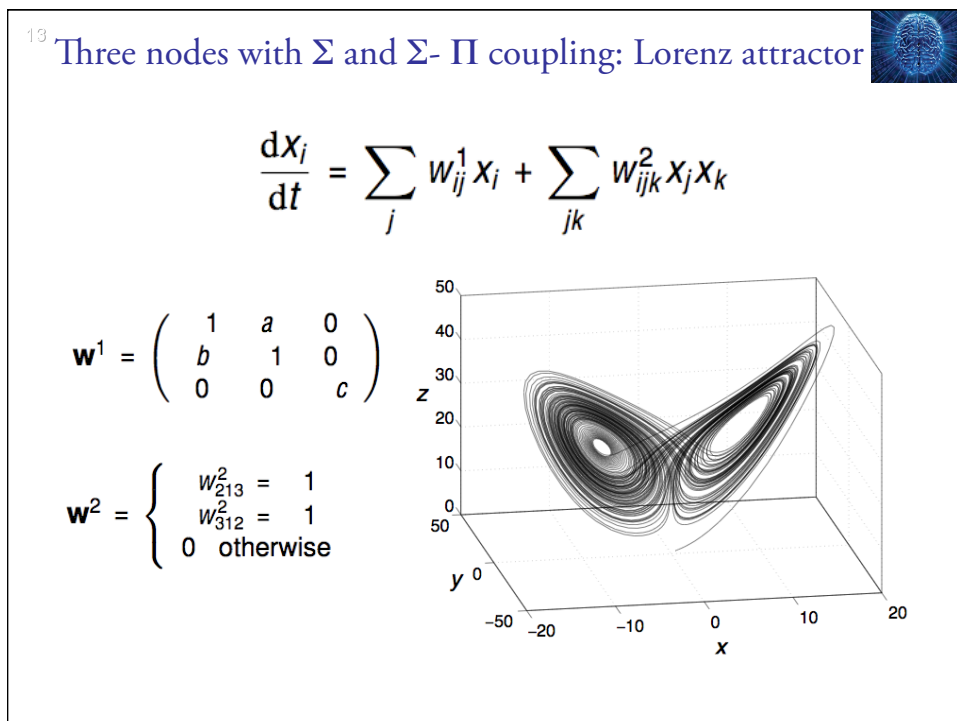 13
Three nodes with Σ and Σ- Π coupling: Lorenz attractor
dx_i/dt = ∑_j w^1_ij x_i + ∑_jk w^2_ijk x_j x_k
w^1 = ( 1 a 0
b 1 0
0 0 c )
w^2 = { w^2_213 = 1
w^2_312 = 1
0 otherwise
50
40
30
z
20
10
0
50
y 0
-50
-20
-10
0
10
20
x